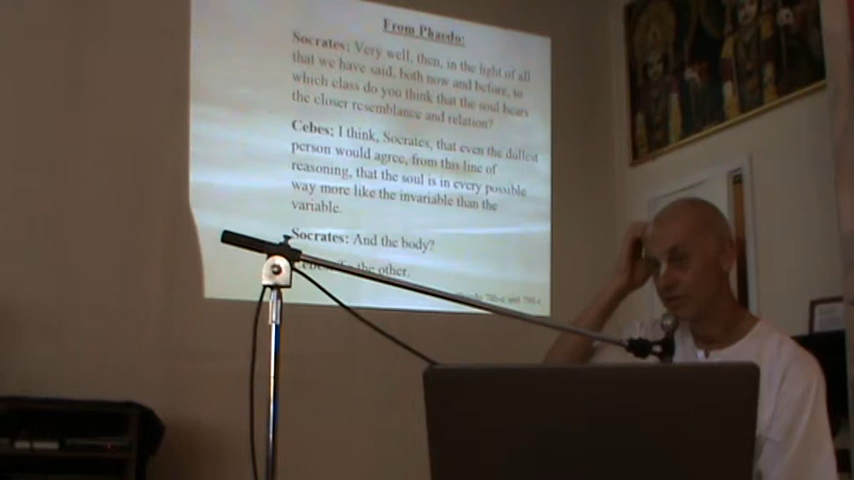 From Phaedo:
Socrates: Very well, then, in the light of all
that we have said, both now and before, to
which class do you think that the soul bears
the closer resemblance and relation?
Cebes: I think, Socrates, that even the dullest
person would agree, from this line of
reasoning, that the soul is in every possible
way more like the invariable than the
variable.
Socrates: And the body?
the other.